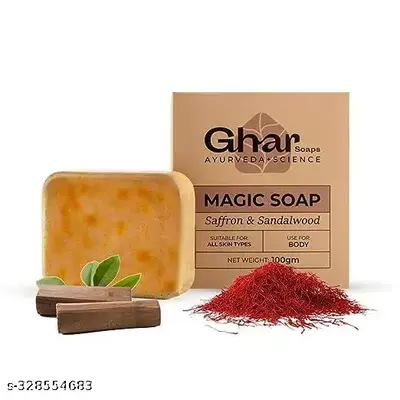 Ghar
Soaps
AYURVEDA+SCIENCE
MAGIC SOAP
Saffron & Sandalwood
SUITABLE FOR
ALL SKIN TYPES
USE FOR
BODY
NET WEIGHT: 100gm
s-328554683